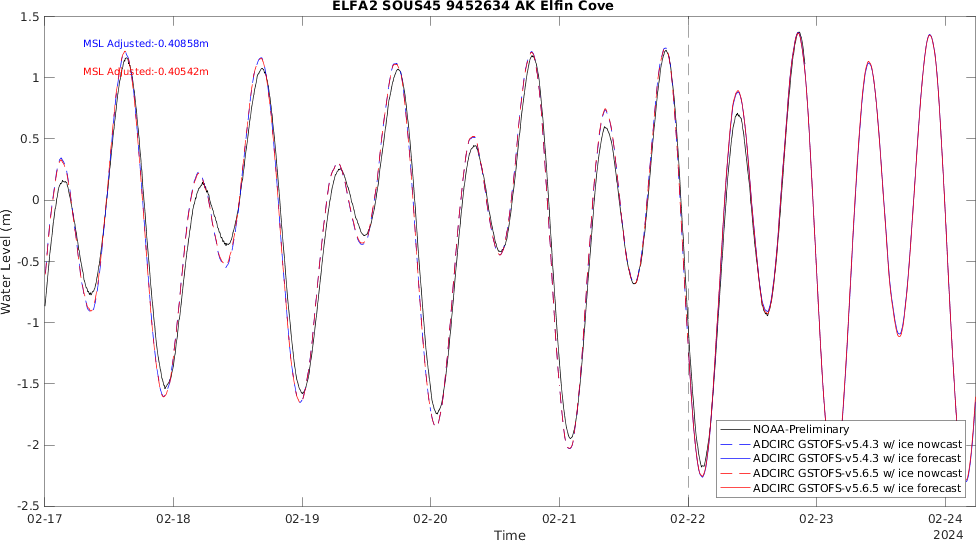 ELFA2 SOUS45 9452634 AK Elfin Cove
1.5
MSL Adjusted:-0.40858m
MSL Adjusted:-0.40542m
1
0.5
0
-0.5
-1
-1.5
-2
-2.5
Water Level (m)
NOAA-Preliminary
ADCIRC GSTOFS-v5.4.3 w/ ice nowcast
ADCIRC GSTOFS-v5.4.3 w/ ice forecast
ADCIRC GSTOFS-v5.6.5 w/ ice nowcast
ADCIRC GSTOFS-v5.6.5 w/ ice forecast
02-17 02-18 02-19 02-20 02-21 02-22 02-23 02-24
Time
2024